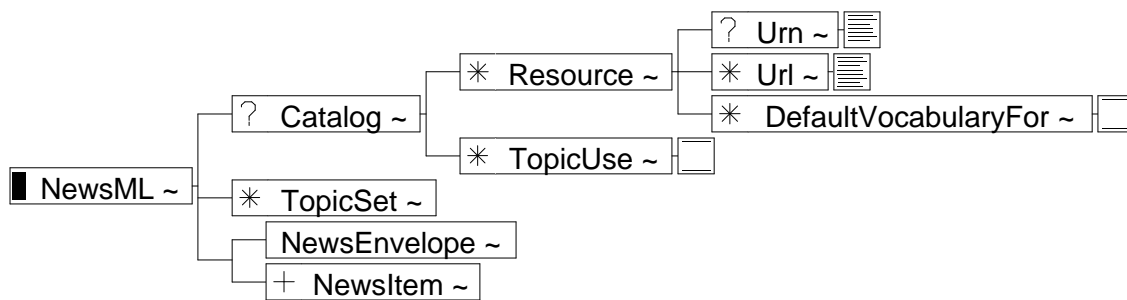 ? Urn ~
* Resource ~
* Url ~
? Catalog ~
* DefaultVocabularyFor ~
* TopicUse ~
NewsML ~
* TopicSet ~
NewsEnvelope ~
+ NewsItem ~